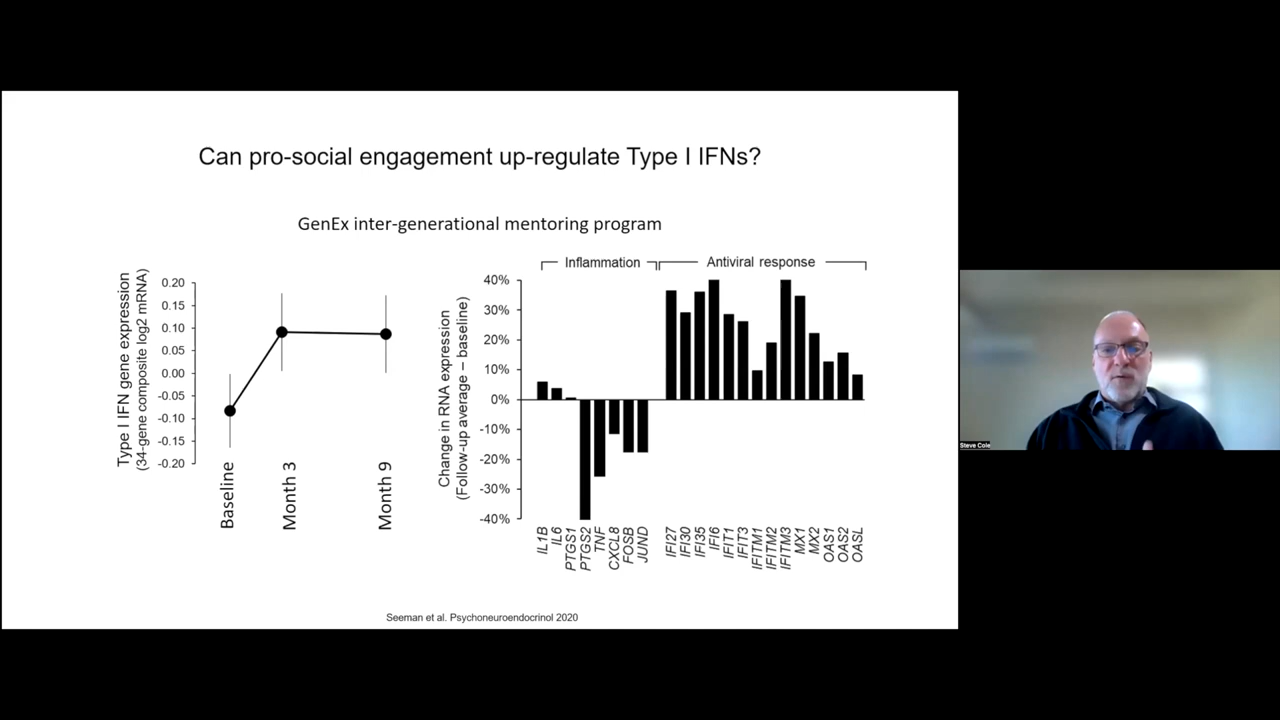 Can pro-social engagement up-regulate Type I IFNs?
GenEx inter-generational mentoring program
Type I IFN gene expression
(34-gene composite log2 mRNA)
0.20
0.15
0.10
0.05
0.00
-0.05
-0.10
-0.15
-0.20
Baseline
Month 3
Month 9
Inflammation
Antiviral response
Change in RNA expression
(Follow-up average – baseline)
40%
30%
20%
10%
0%
-10%
-20%
-30%
-40%
IL1B
IL6
PTGS1
PTGS2
TNF
CXCL8
FOSB
JUND
IFI27
IFI30
IFI35
IFI6
IFIT1
IFIT3
IFITM1
IFITM2
IFITM3
MX1
MX2
OAS1
OAS2
OASL
Seeman et al. Psychoneuroendocrinol 2020
Steve Cole